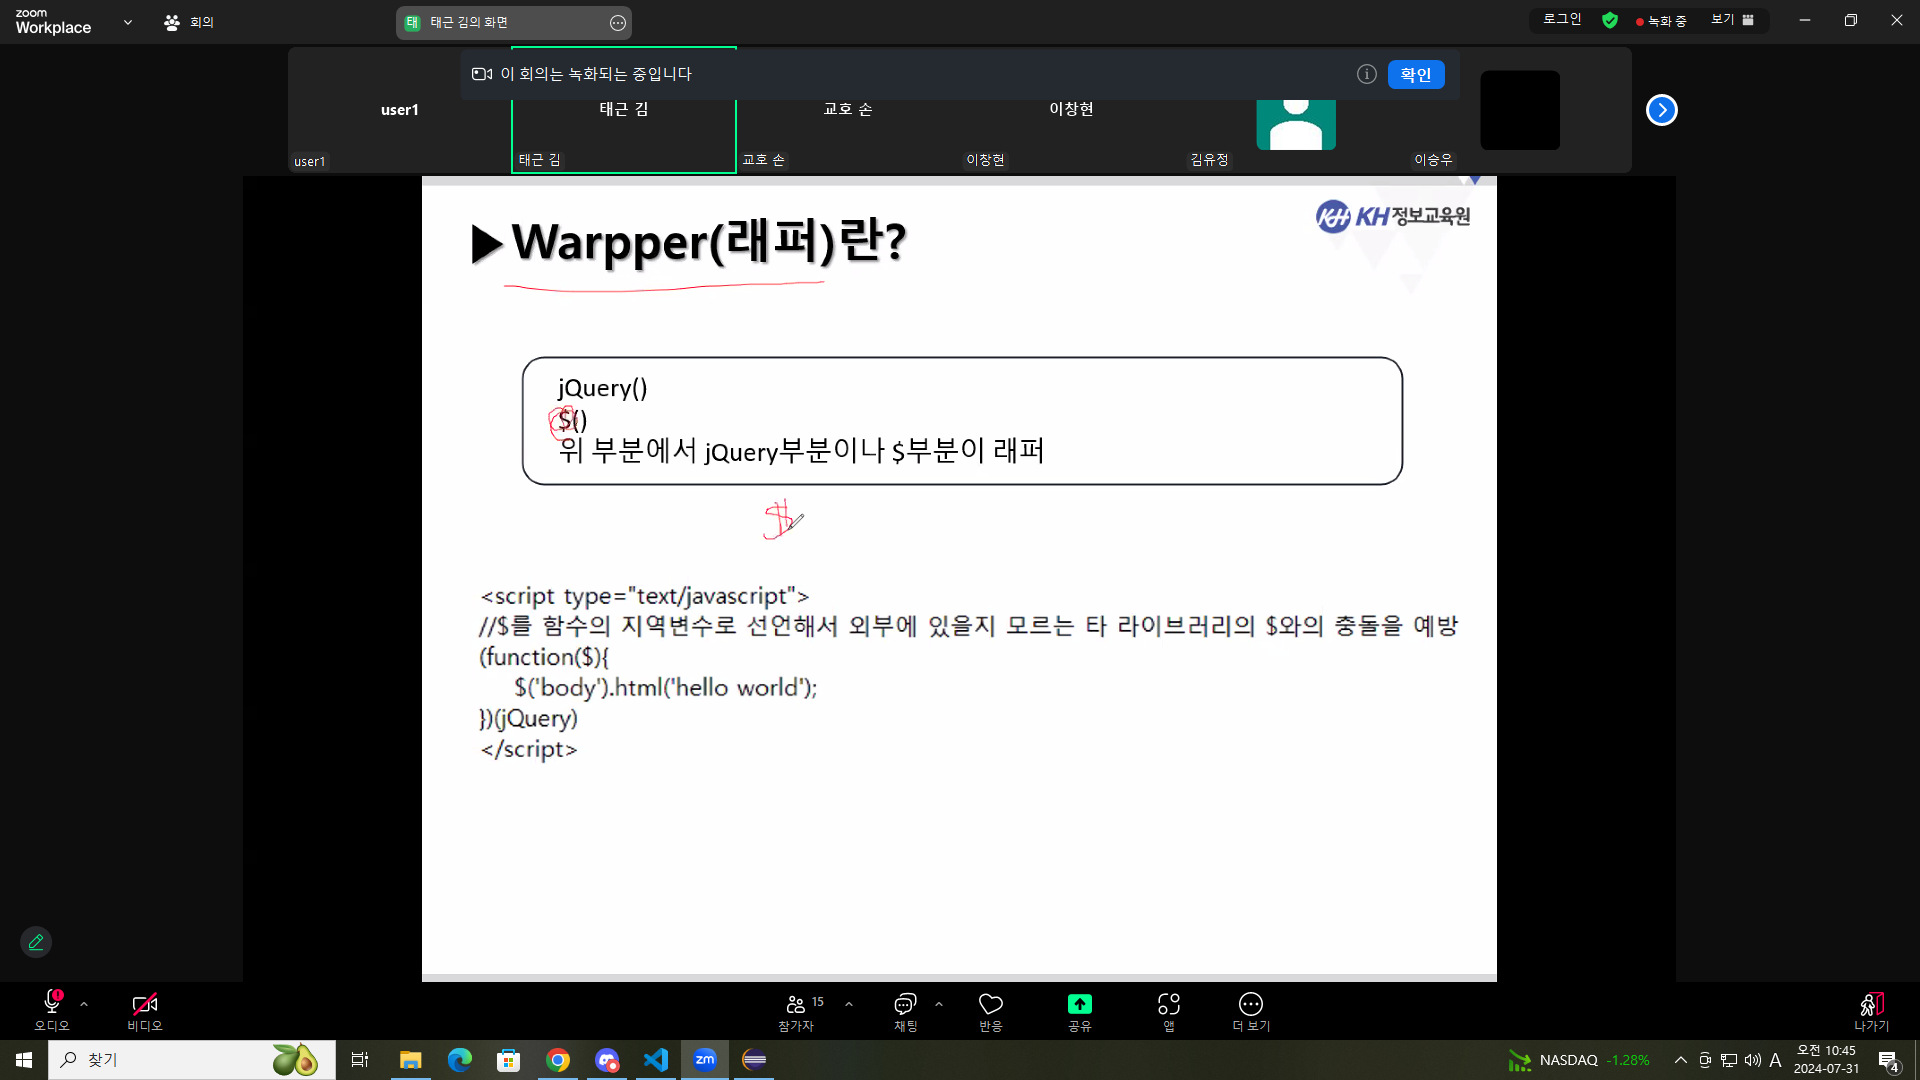 zoom
Workplace
회의
태 태근 김의 화면
로그인
녹화 중
보기
이 회의는 녹화되는 중입니다
확인
user1
태근 김
교호 손
이창현
user1
태근 김
교호 손
이창현
김유정
이승우
▶Warpper(래퍼)란?
KH KH정보교육원
jQuery()
$()
위 부분에서 jQuery부분이나 $부분이 래퍼
$
<script type="text/javascript">
//$를 함수의 지역변수로 선언해서 외부에 있을지 모르는 타 라이브러리의 $와의 충돌을 예방
(function($){
$('body').html('hello world');
})(jQuery)
</script>
오디오
비디오
15
참가자
채팅
반응
공유
앱
더 보기
나가기
찾기
zm
NASDAQ -1.28%
A
오전 10:45
2024-07-31
4